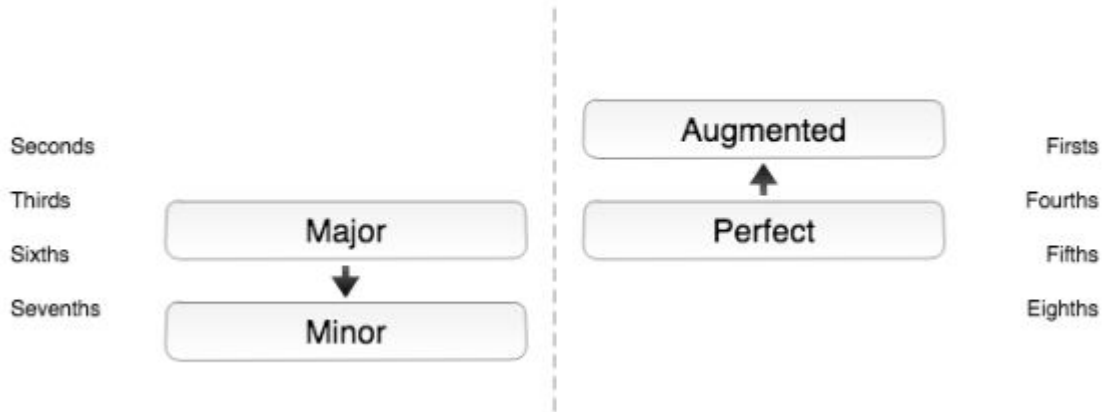 Seconds
Thirds
Sixths
Sevenths
Major
Minor
Augmented
Perfect
Firsts
Fourths
Fifths
Eighths